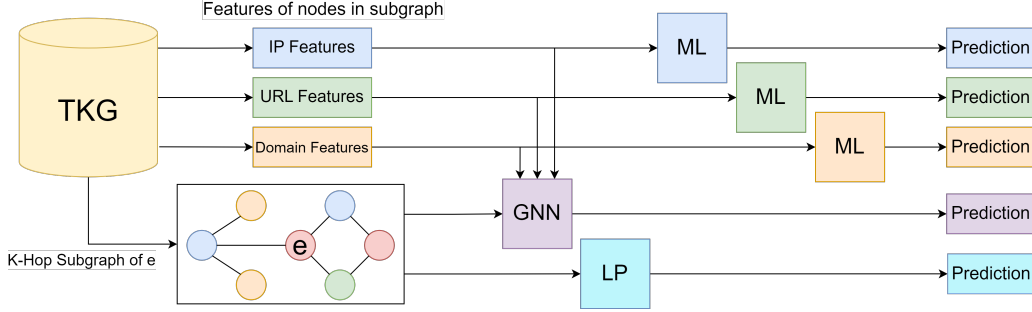 Features of nodes in subgraph
TKG
IP Features
ML
Prediction
URL Features
ML
Prediction
Domain Features
ML
Prediction
GNN
Prediction
K-Hop Subgraph of e
e
LP
Prediction